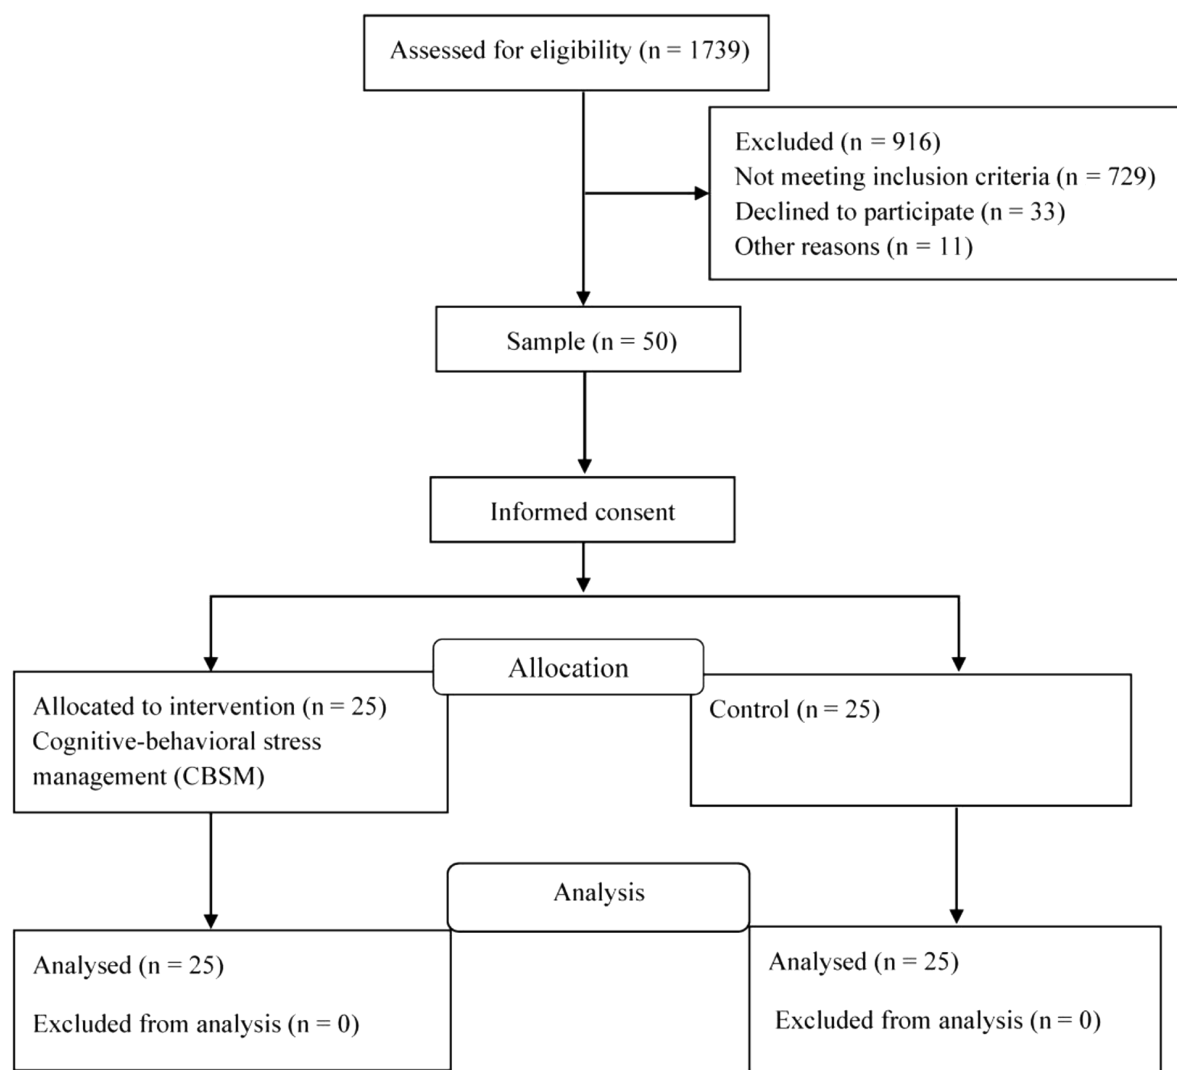 Assessed for eligibility (n = 1739)
Excluded (n = 916)
Not meeting inclusion criteria (n = 729)
Declined to participate (n = 33)
Other reasons (n = 11)
Sample (n = 50)
Informed consent
Allocation
Allocated to intervention (n = 25)
Cognitive-behavioral stress
management (CBSM)
Control (n = 25)
Analysis
Analysed (n = 25)
Excluded from analysis (n = 0)
Analysed (n = 25)
Excluded from analysis (n = 0)